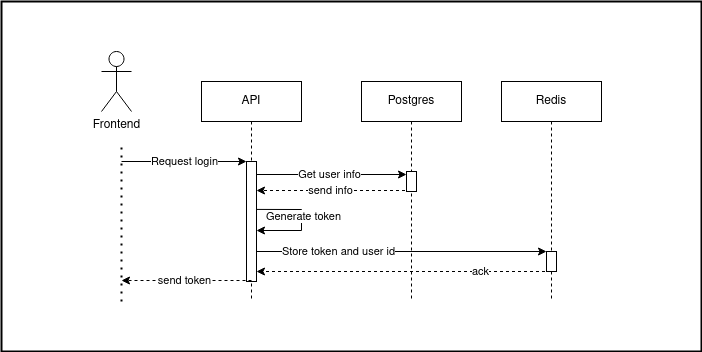 API
Postgres
Redis
Frontend
Request login
Get user info
send info
Generate token
Store token and user id
ack
send token